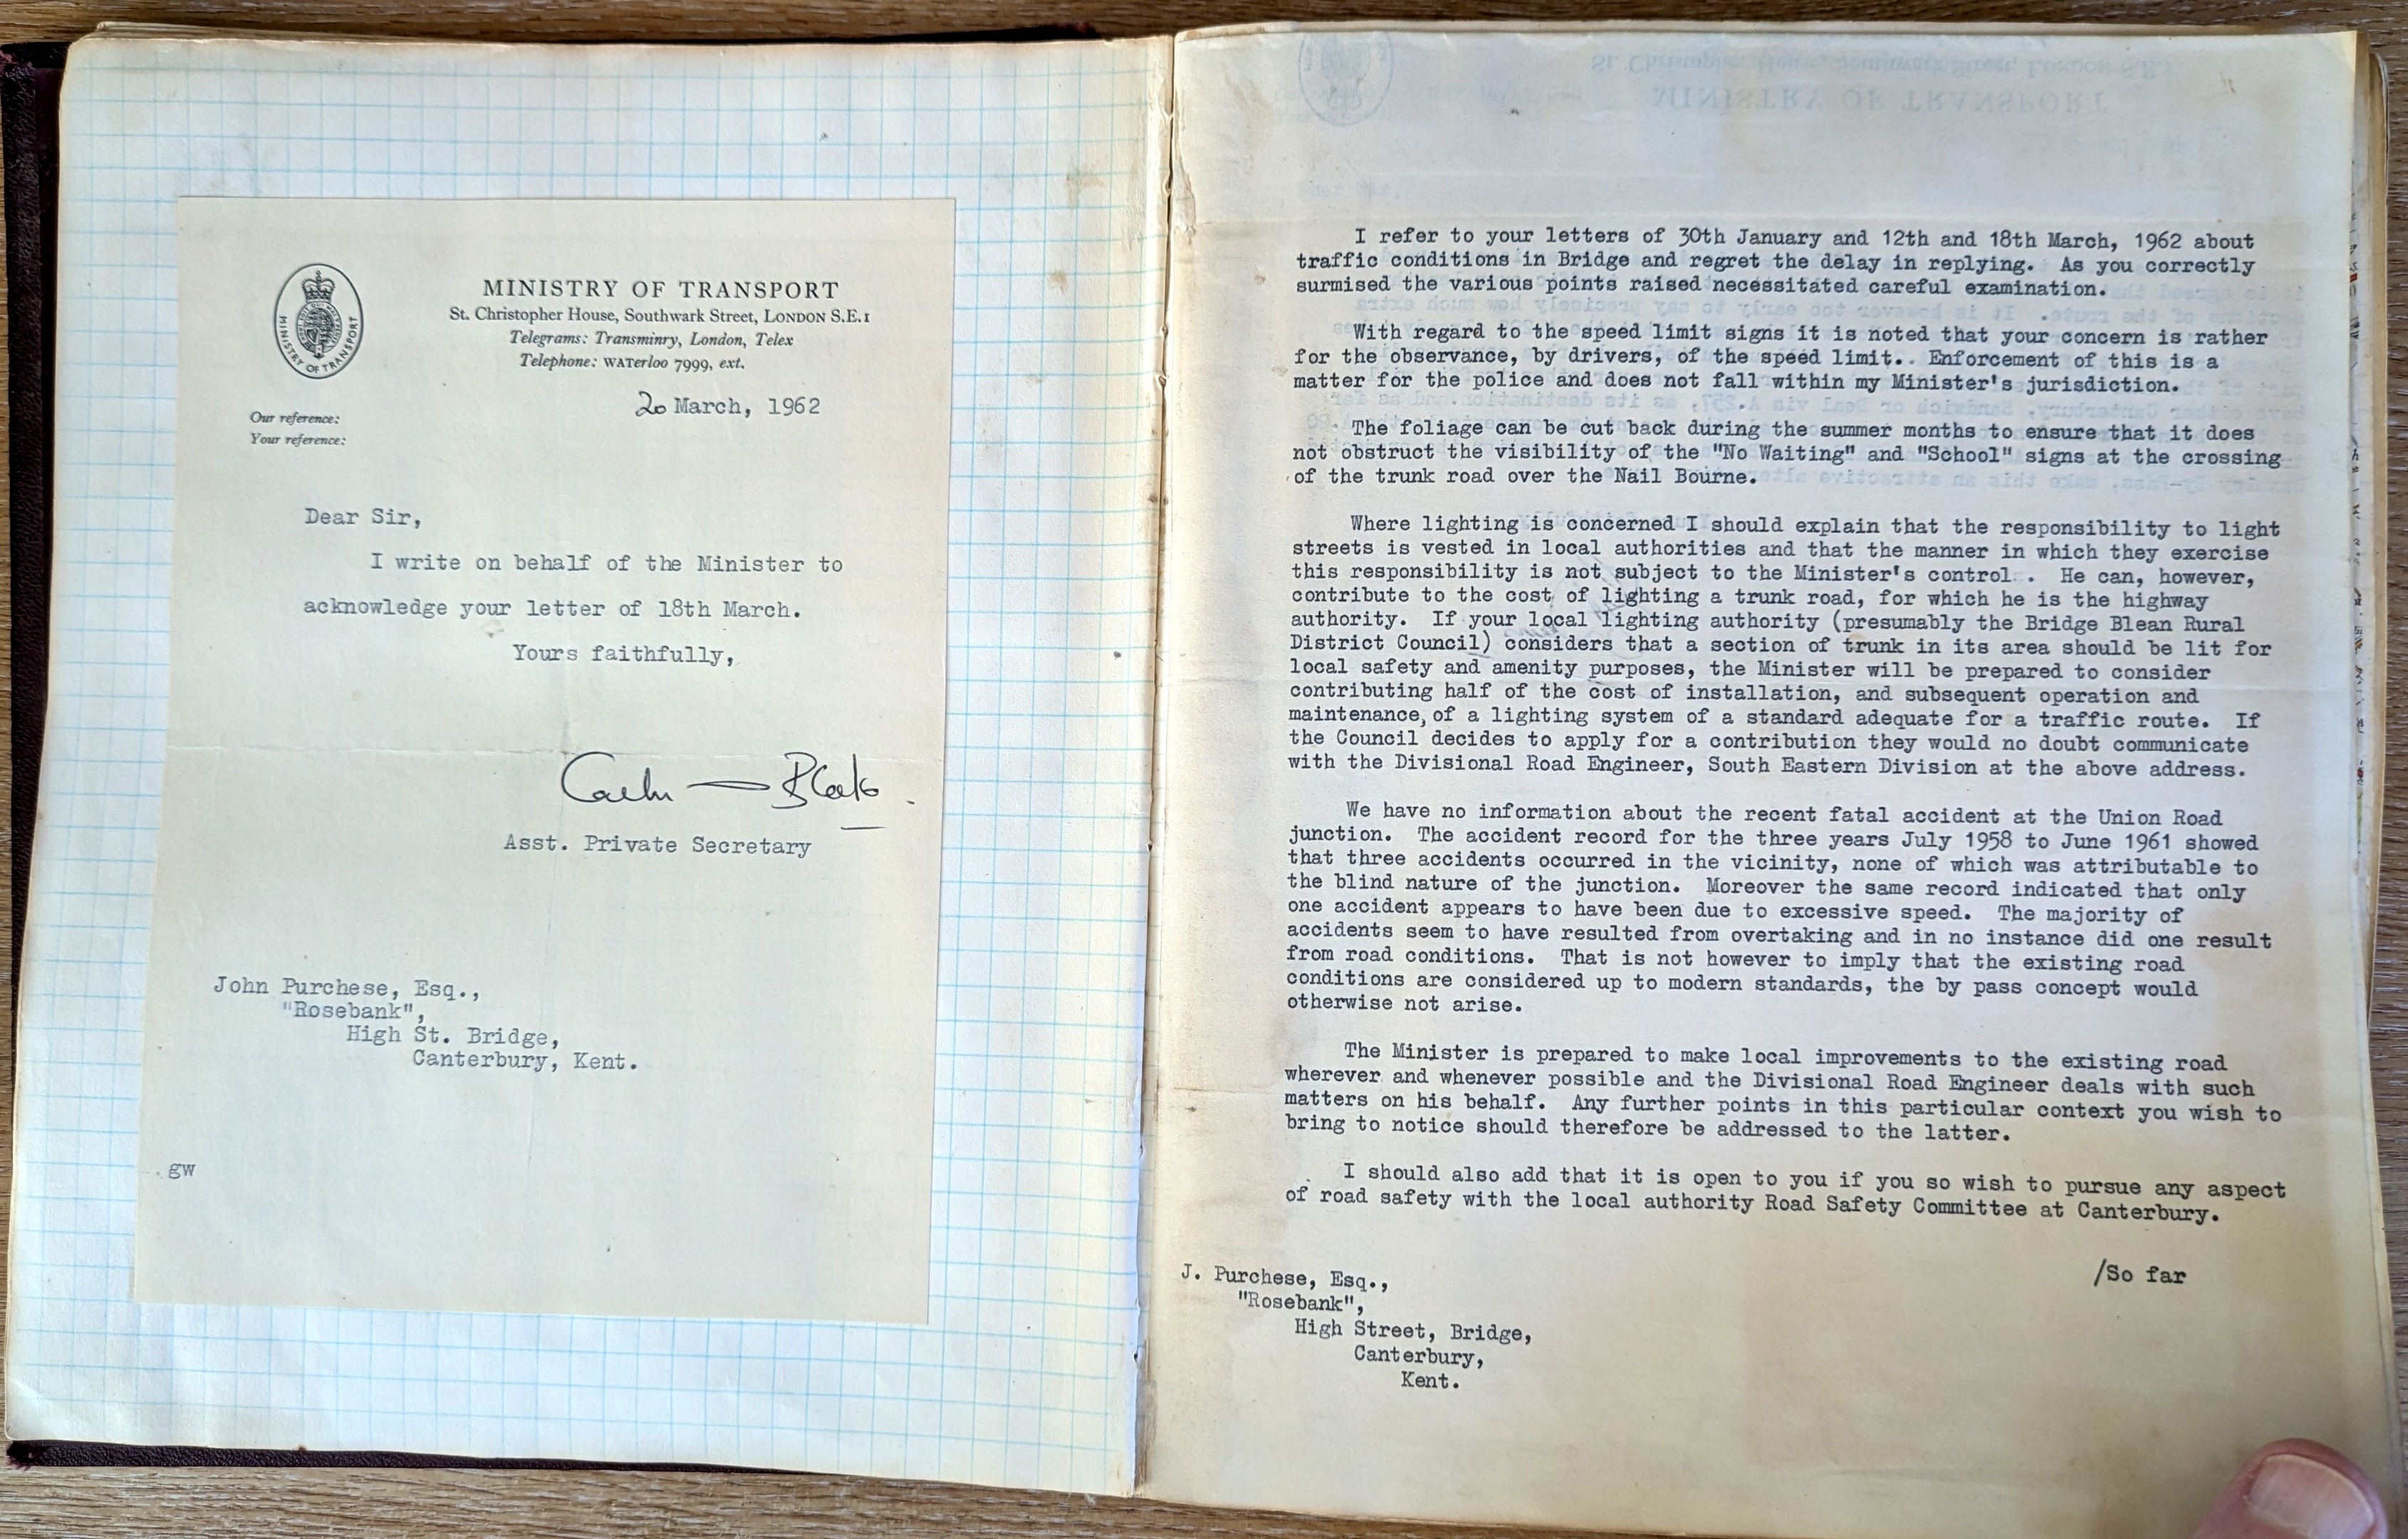 MINISTRY OF TRANSPORT
MINISTRY OF TRANSPORT
St. Christopher House, Southwark Street, LONDON S.E.1
Telegrams: Transminry, London, Telex
Telephone: WATerloo 7999, ext.
20 March, 1962
Our reference:
Your reference:
Dear Sir,
I write on behalf of the Minister to
acknowledge your letter of 18th March.
Yours faithfully,
Asst. Private Secretary
John Purchese, Esq.,
"Rosebank",
High St. Bridge,
Canterbury, Kent.
gw
St. Christopher House, Southwark Street, London S.E.1
MINISTRY OF TRANSPORT
I refer to your letters of 30th January and 12th and 18th March, 1962 about
traffic conditions in Bridge and regret the delay in replying. As you correctly
surmised the various points raised necessitated careful examination.
With regard to the speed limit signs it is noted that your concern is rather
for the observance, by drivers, of the speed limit.. Enforcement of this is a
matter for the police and does not fall within my Minister's jurisdiction.
The foliage can be cut back during the summer months to ensure that it does
not obstruct the visibility of the "No Waiting" and "School" signs at the crossing
of the trunk road over the Nail Bourne.
Where lighting is concerned I should explain that the responsibility to light
streets is vested in local authorities and that the manner in which they exercise
this responsibility is not subject to the Minister's control. . He can, however,
contribute to the cost of lighting a trunk road, for which he is the highway
authority. If your local lighting authority (presumably the Bridge Blean Rural
District Council) considers that a section of trunk in its area should be lit for
local safety and amenity purposes, the Minister will be prepared to consider
contributing half of the cost of installation, and subsequent operation and
maintenance, of a lighting system of a standard adequate for a traffic route. If
the Council decides to apply for a contribution they would no doubt communicate
with the Divisional Road Engineer, South Eastern Division at the above address.
We have no information about the recent fatal accident at the Union Road
junction. The accident record for the three years July 1958 to June 1961 showed
that three accidents occurred in the vicinity, none of which was attributable to
the blind nature of the junction. Moreover the same record indicated that only
one accident appears to have been due to excessive speed. The majority of
accidents seem to have resulted from overtaking and in no instance did one result
from road conditions. That is not however to imply that the existing road
conditions are considered up to modern standards, the by pass concept would
otherwise not arise.
The Minister is prepared to make local improvements to the existing road
wherever and whenever possible and the Divisional Road Engineer deals with such
matters on his behalf. Any further points in this particular context you wish to
bring to notice should therefore be addressed to the latter.
I should also add that it is open to you if you so wish to pursue any aspect
of road safety with the local authority Road Safety Committee at Canterbury.
/So far
J. Purchese, Esq.,
"Rosebank",
High Street, Bridge,
Canterbury,
Kent.